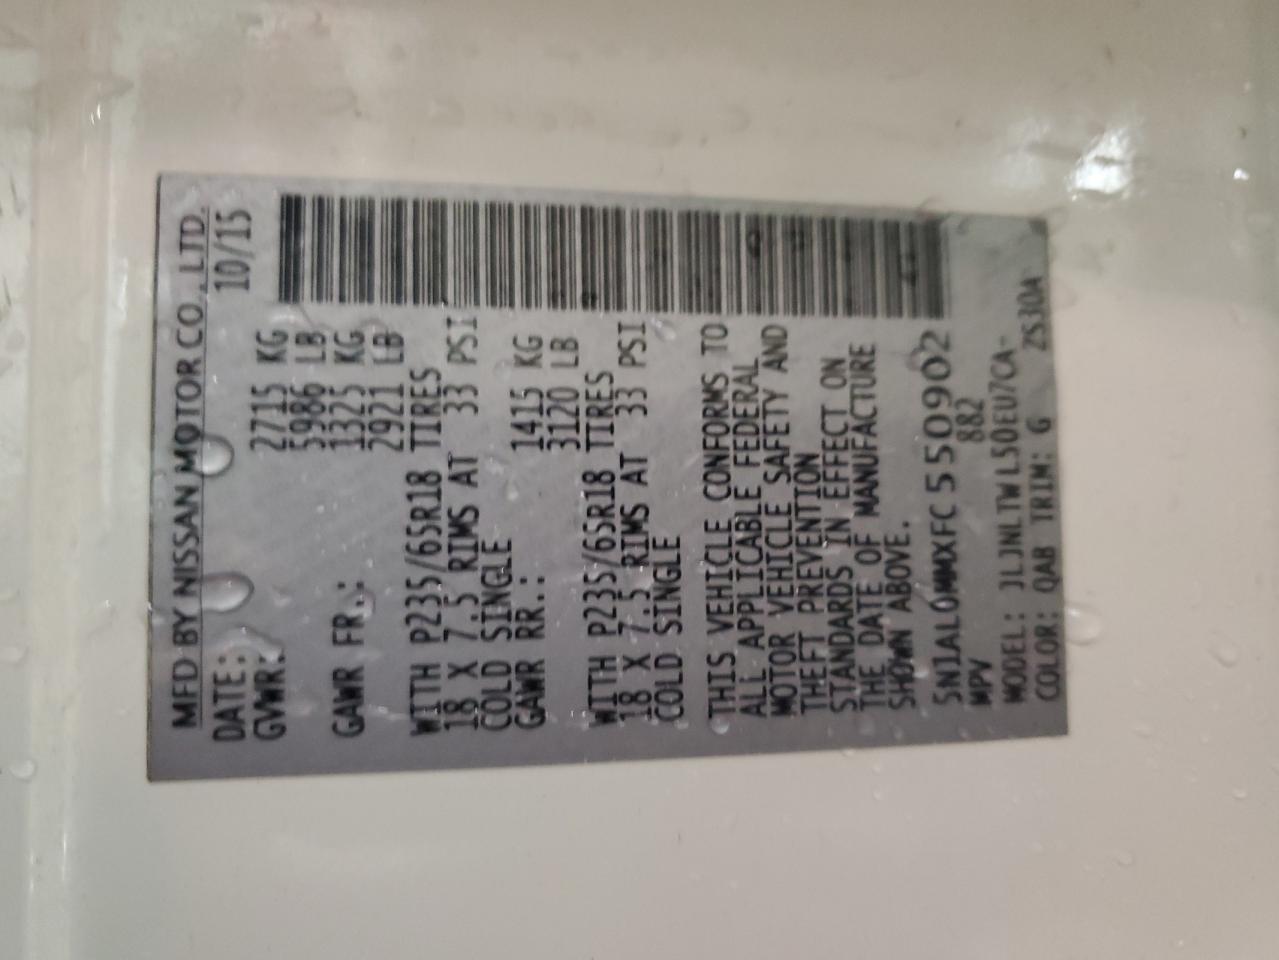 MFD BY NISSAN MOTOR CO., LTD.
DATE: 10/15
GVWR: 2715 KG
5986 LB
GAWR FR.: 1325 KG
2921 LB
WITH P235/65R18 TIRES
18 X 7.5 RIMS AT 33 PSI
COLD SINGLE
GAWR RR.: 1415 KG
3120 LB
WITH P235/65R18 TIRES
18 X 7.5 RIMS AT 33 PSI
COLD SINGLE
THIS VEHICLE CONFORMS TO
ALL APPLICABLE FEDERAL
MOTOR VEHICLE SAFETY AND
THEFT PREVENTION
STANDARDS IN EFFECT ON
THE DATE OF MANUFACTURE
SHOWN ABOVE.
5N1AL0MMXFC550902
MPV 882
MODEL: JLJNLTWL50EU7CA-
COLOR: QAB TRIM: G ZS30A